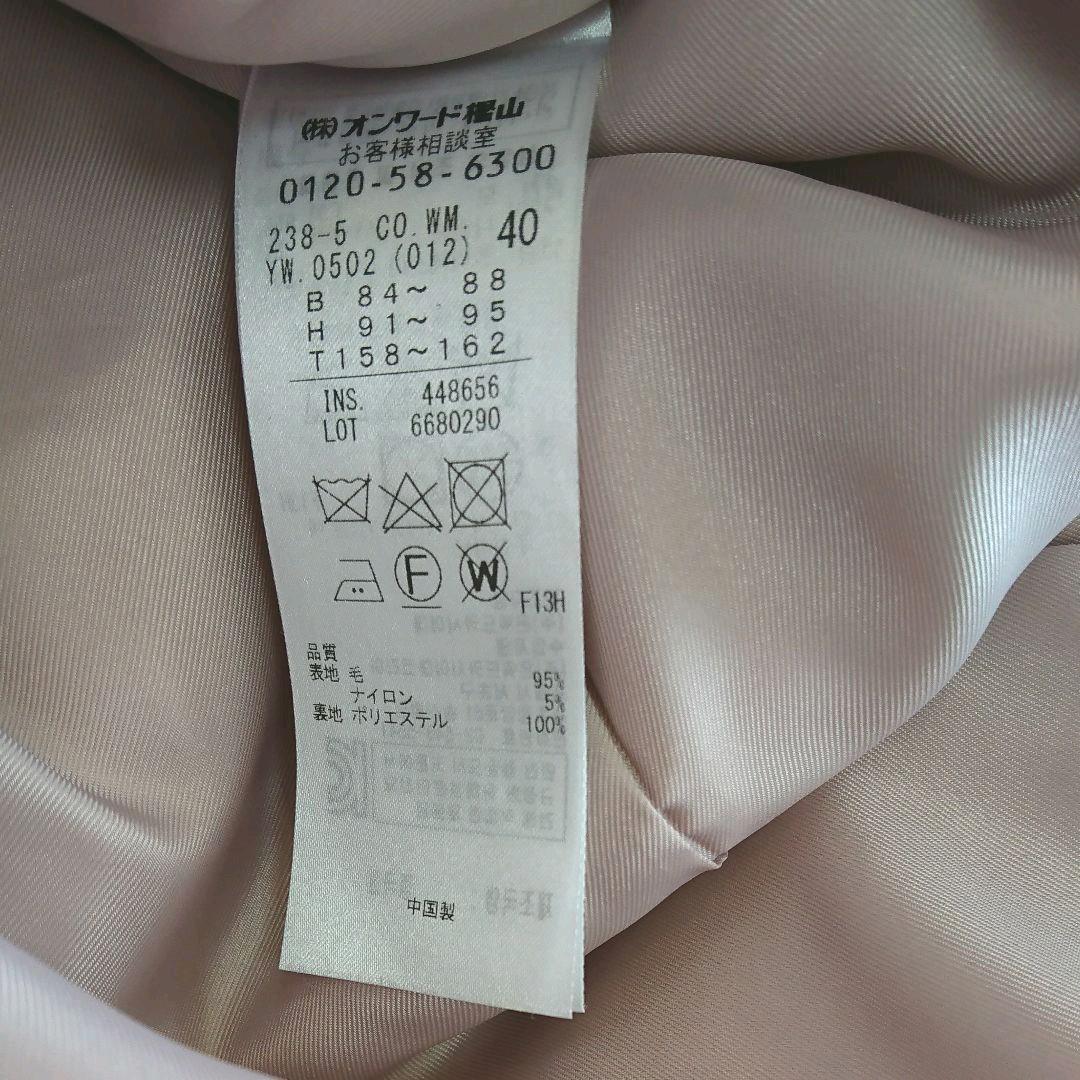 (株)オンワード樫山
お客様相談室
0120-58-6300
238-5 CO.WM. 40
YW.0502 (012)
B 84~ 88
H 91~ 95
T158~162
INS. 448656
LOT 6680290
F
W
F13H
品質
表地 毛 95%
ナイロン 5%
裏地 ポリエステル 100%
中国製